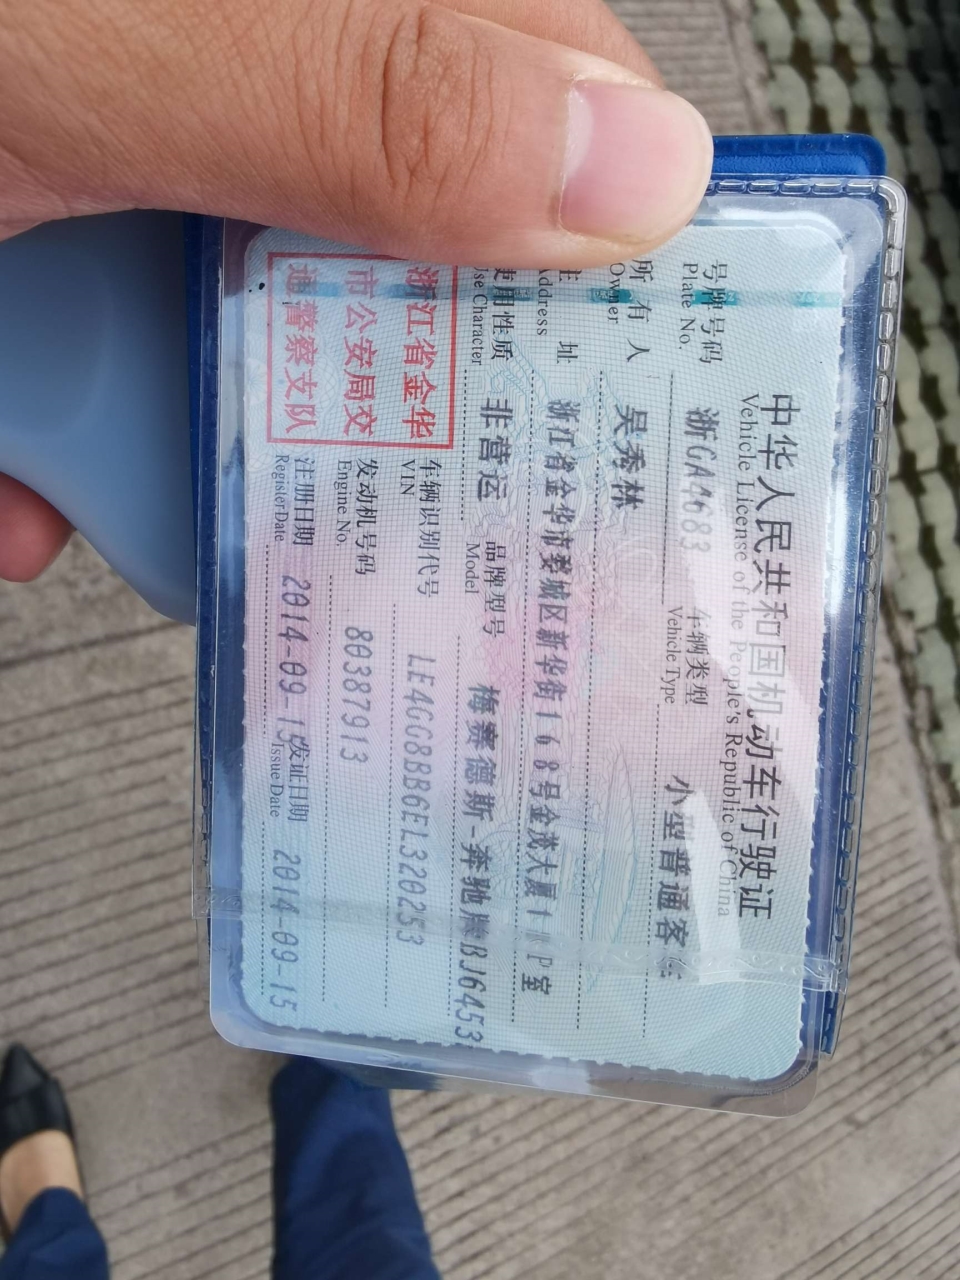 中华人民共和国机动车行驶证
Vehicle License of the People's Republic of China
号牌号码 浙GA4683 车辆类型 小型普通客
Plate No. Vehicle Type
所有人 吴秀林
Owner
住址 浙江省金华市婺城区新华街168号金茂大厦 室
Address
使用性质 非营运 品牌型号 梅赛德斯-奔驰牌BJ6453
Use Character Model
浙江省金华
市公安局交
通警察支队
车辆识别代号 LE4GG8BB6EL320253
VIN
发动机号码 80387913
Engine No.
注册日期 2014-09-15 发证日期 2014-09-15
Register Date Issue Date